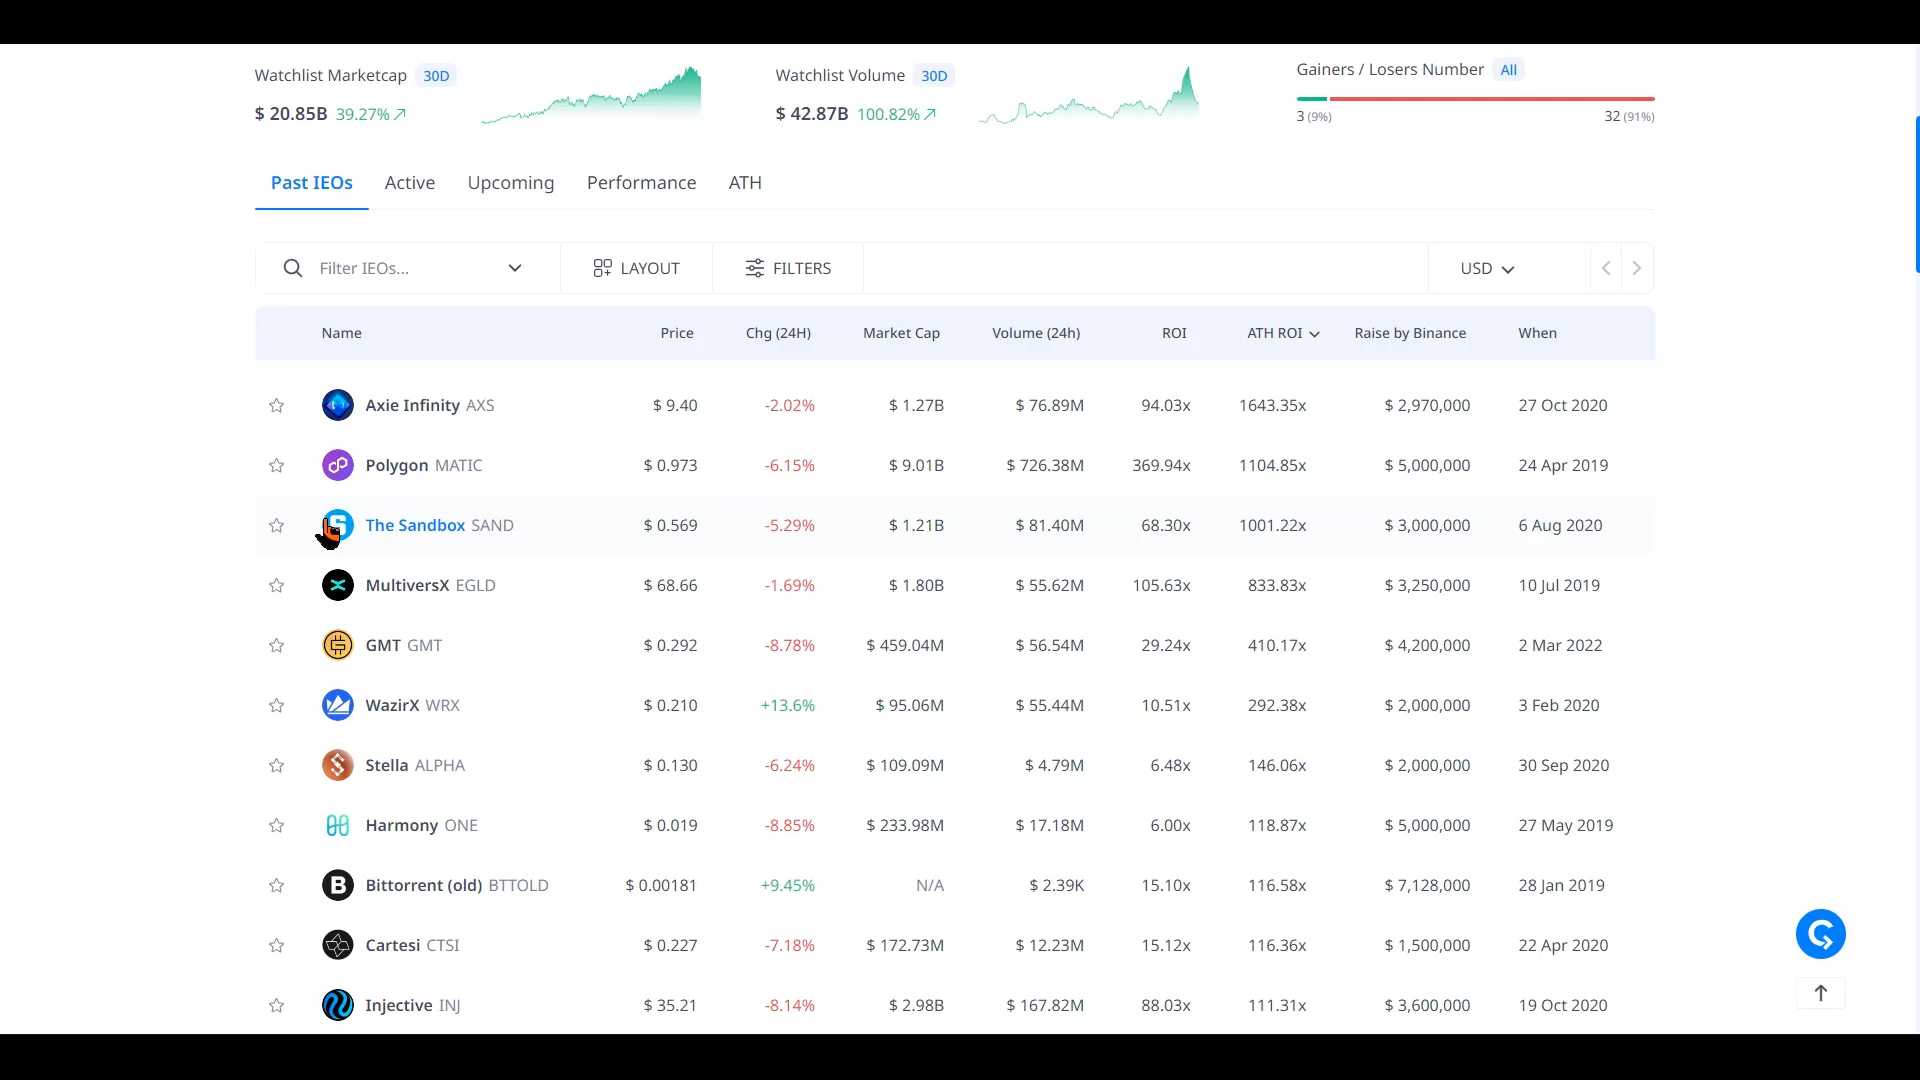 Watchlist Marketcap 30D
$ 20.85B 39.27%
Watchlist Volume 30D
$ 42.87B 100.82%
Gainers / Losers Number All
3 (9%) 32 (91%)
Past IEOs Active Upcoming Performance ATH
Filter IEOs... LAYOUT FILTERS USD
Name Price Chg (24H) Market Cap Volume (24h) ROI ATH ROI Raise by Binance When
Axie Infinity AXS $ 9.40 -2.02% $ 1.27B $ 76.89M 94.03x 1643.35x $ 2,970,000 27 Oct 2020
Polygon MATIC $ 0.973 -6.15% $ 9.01B $ 726.38M 369.94x 1104.85x $ 5,000,000 24 Apr 2019
The Sandbox SAND $ 0.569 -5.29% $ 1.21B $ 81.40M 68.30x 1001.22x $ 3,000,000 6 Aug 2020
MultiversX EGLD $ 68.66 -1.69% $ 1.80B $ 55.62M 105.63x 833.83x $ 3,250,000 10 Jul 2019
GMT GMT $ 0.292 -8.78% $ 459.04M $ 56.54M 29.24x 410.17x $ 4,200,000 2 Mar 2022
WazirX WRX $ 0.210 +13.6% $ 95.06M $ 55.44M 10.51x 292.38x $ 2,000,000 3 Feb 2020
Stella ALPHA $ 0.130 -6.24% $ 109.09M $ 4.79M 6.48x 146.06x $ 2,000,000 30 Sep 2020
Harmony ONE $ 0.019 -8.85% $ 233.98M $ 17.18M 6.00x 118.87x $ 5,000,000 27 May 2019
Bittorrent (old) BTTOLD $ 0.00181 +9.45% N/A $ 2.39K 15.10x 116.58x $ 7,128,000 28 Jan 2019
Cartesi CTSI $ 0.227 -7.18% $ 172.73M $ 12.23M 15.12x 116.36x $ 1,500,000 22 Apr 2020
Injective INJ $ 35.21 -8.14% $ 2.98B $ 167.82M 88.03x 111.31x $ 3,600,000 19 Oct 2020